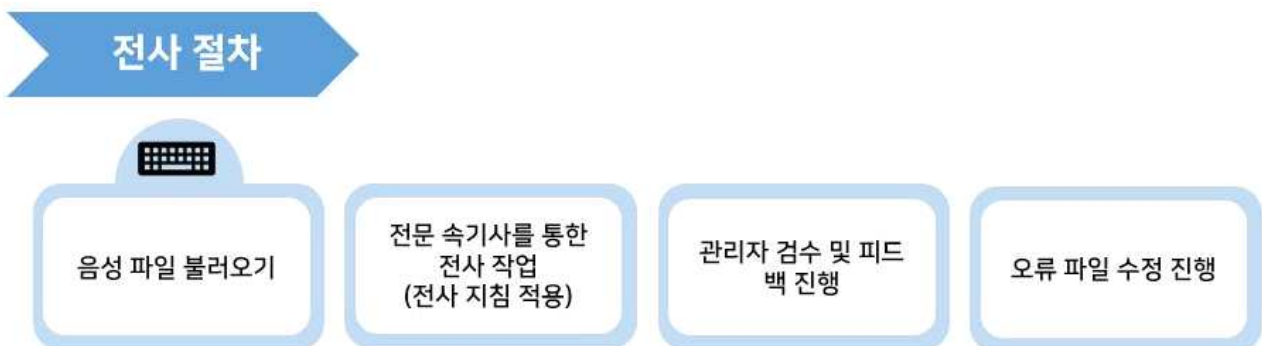 전사 절차
음성 파일 불러오기
전문 속기사를 통한
전사 작업
(전사 지침 적용)
관리자 검수 및 피드
백 진행
오류 파일 수정 진행